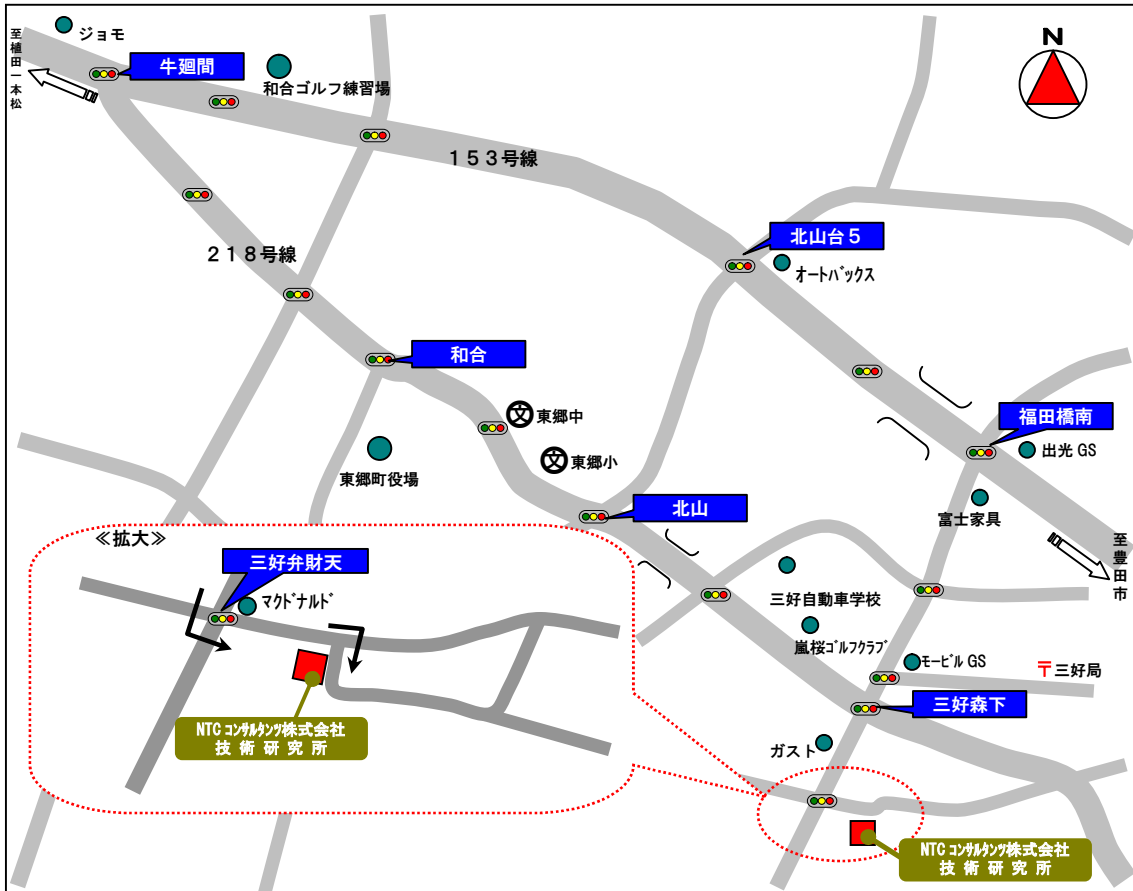 ジョモ
至植田一本松
牛廻間
和合ゴルフ練習場
N
153号線
218号線
北山台5
オートバックス
和合
東郷中
文
福田橋南
出光 GS
東郷町役場
文
東郷小
富士家具
北山
至豊田市
≪拡大≫
三好弁財天
マクドナルド
三好自動車学校
嵐桜ゴルフクラブ
モービル GS
〒三好局
三好森下
NTC コンサルタンツ株式会社
技 術 研 究 所
ガスト
NTC コンサルタンツ株式会社
技 術 研 究 所